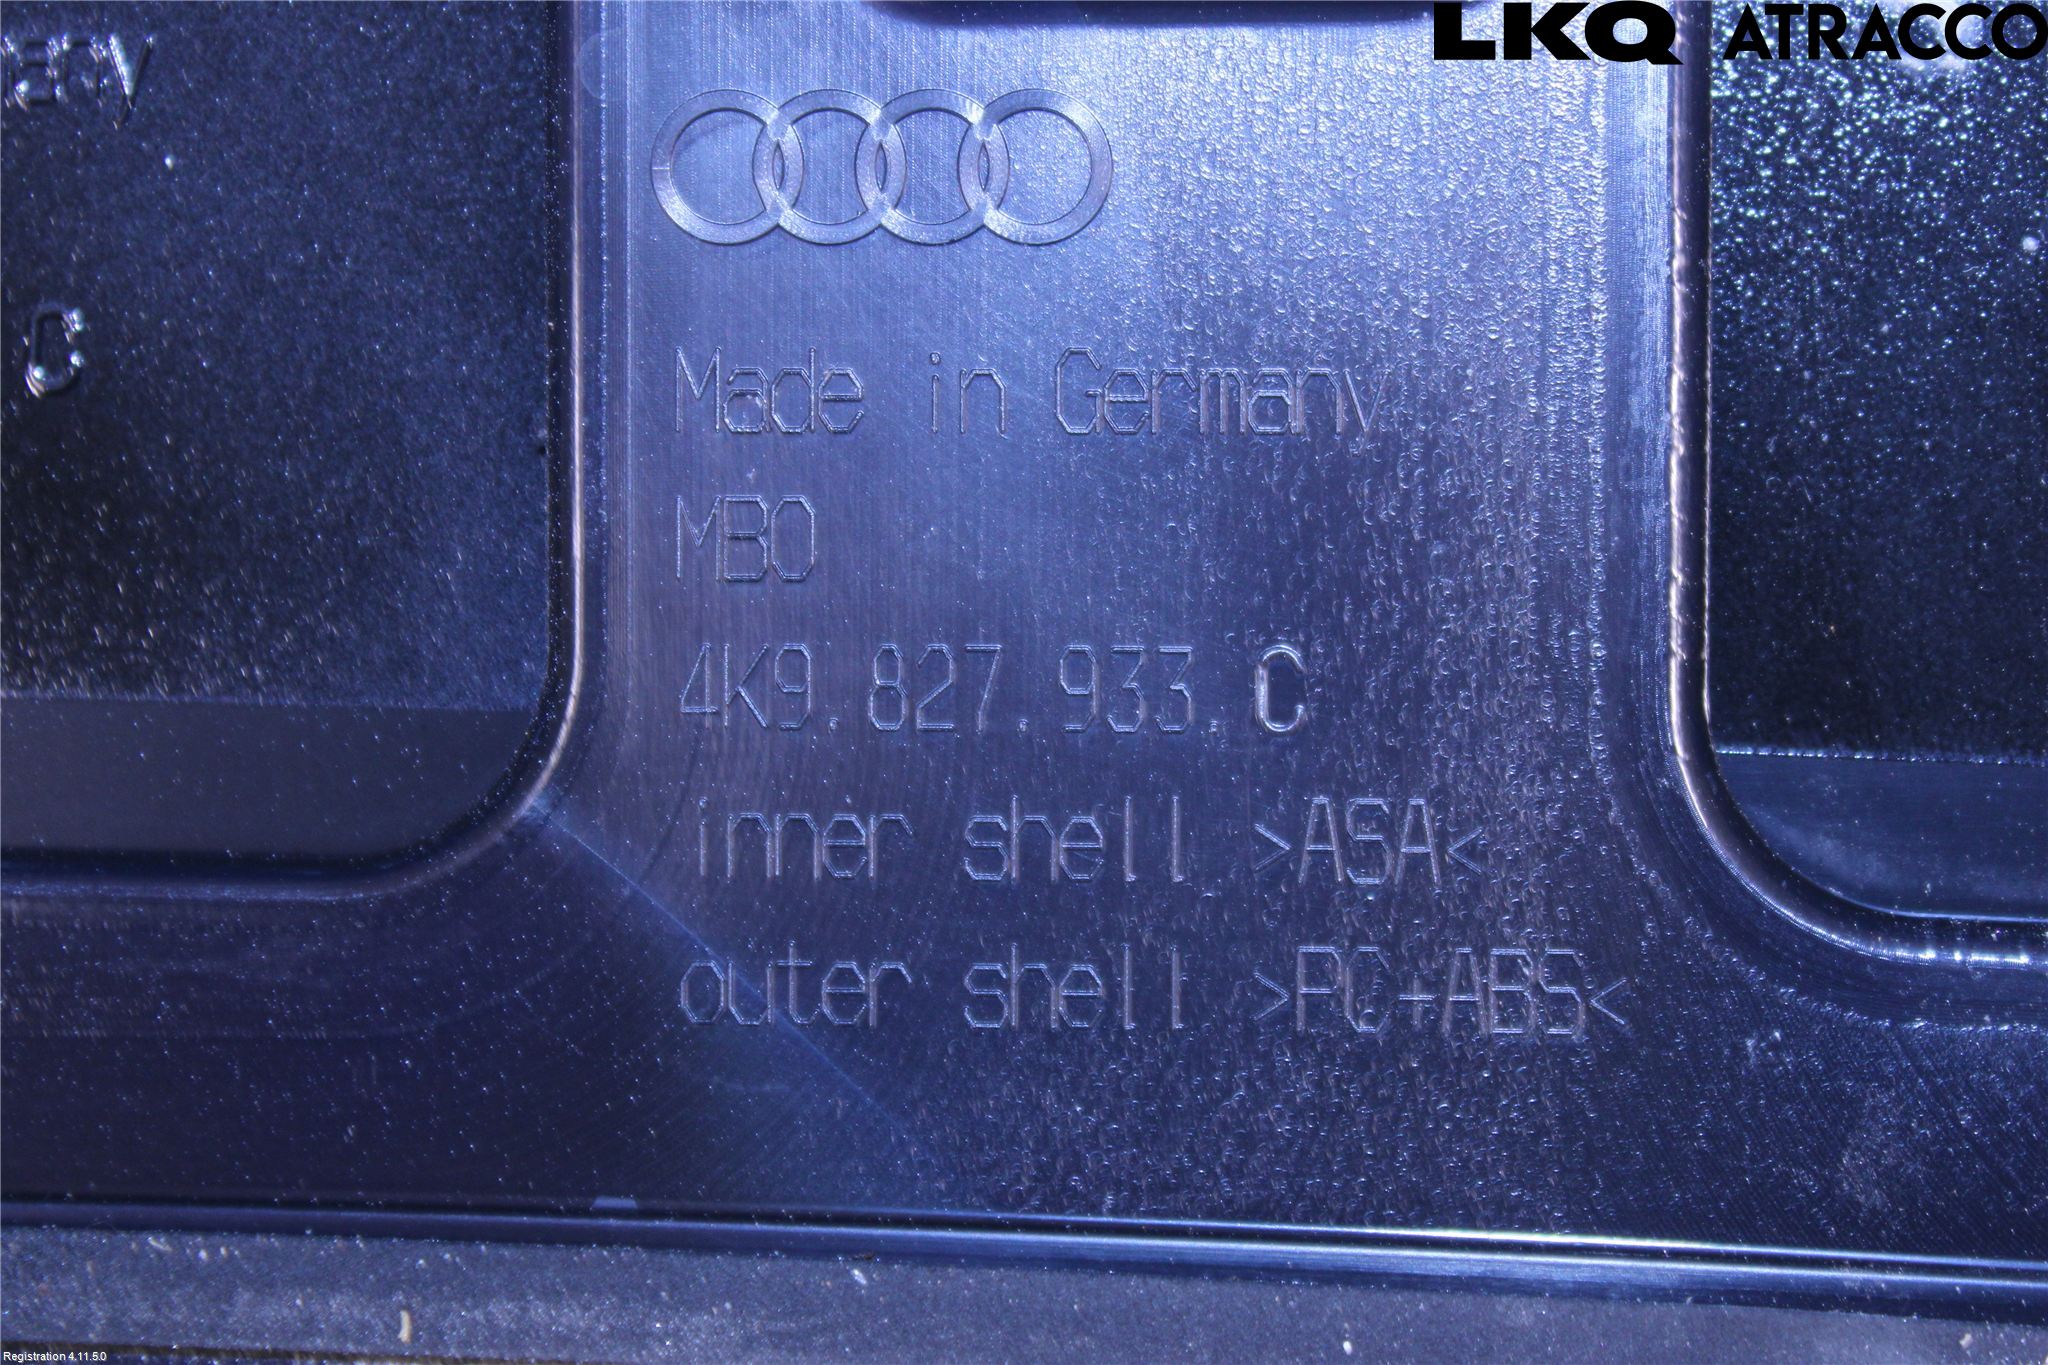 LKQ ATRACCO
C
Made in Germany
MBO
4K9.827.933.C
inner shell >ASA<
outer shell >PC+ABS<
Registration 4.11.5.0